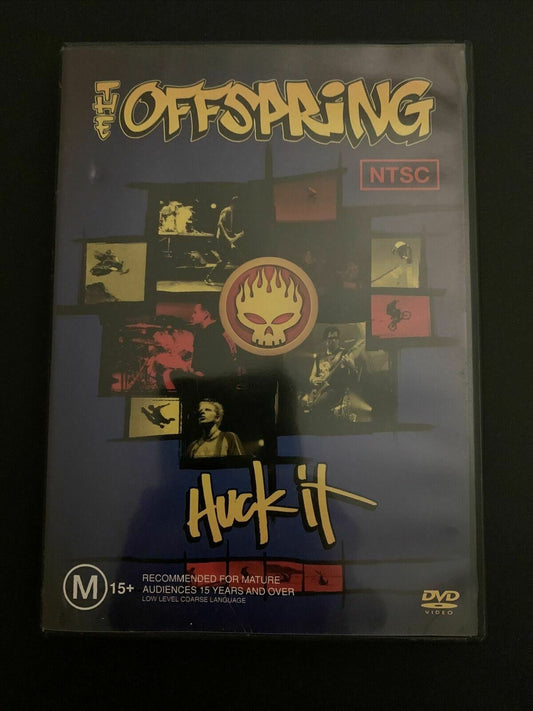 THE OFFSPRING
NTSC
Huck it
M 15+
RECOMMENDED FOR MATURE
AUDIENCES 15 YEARS AND OVER
LOW LEVEL COARSE LANGUAGE
DVD
VIDEO